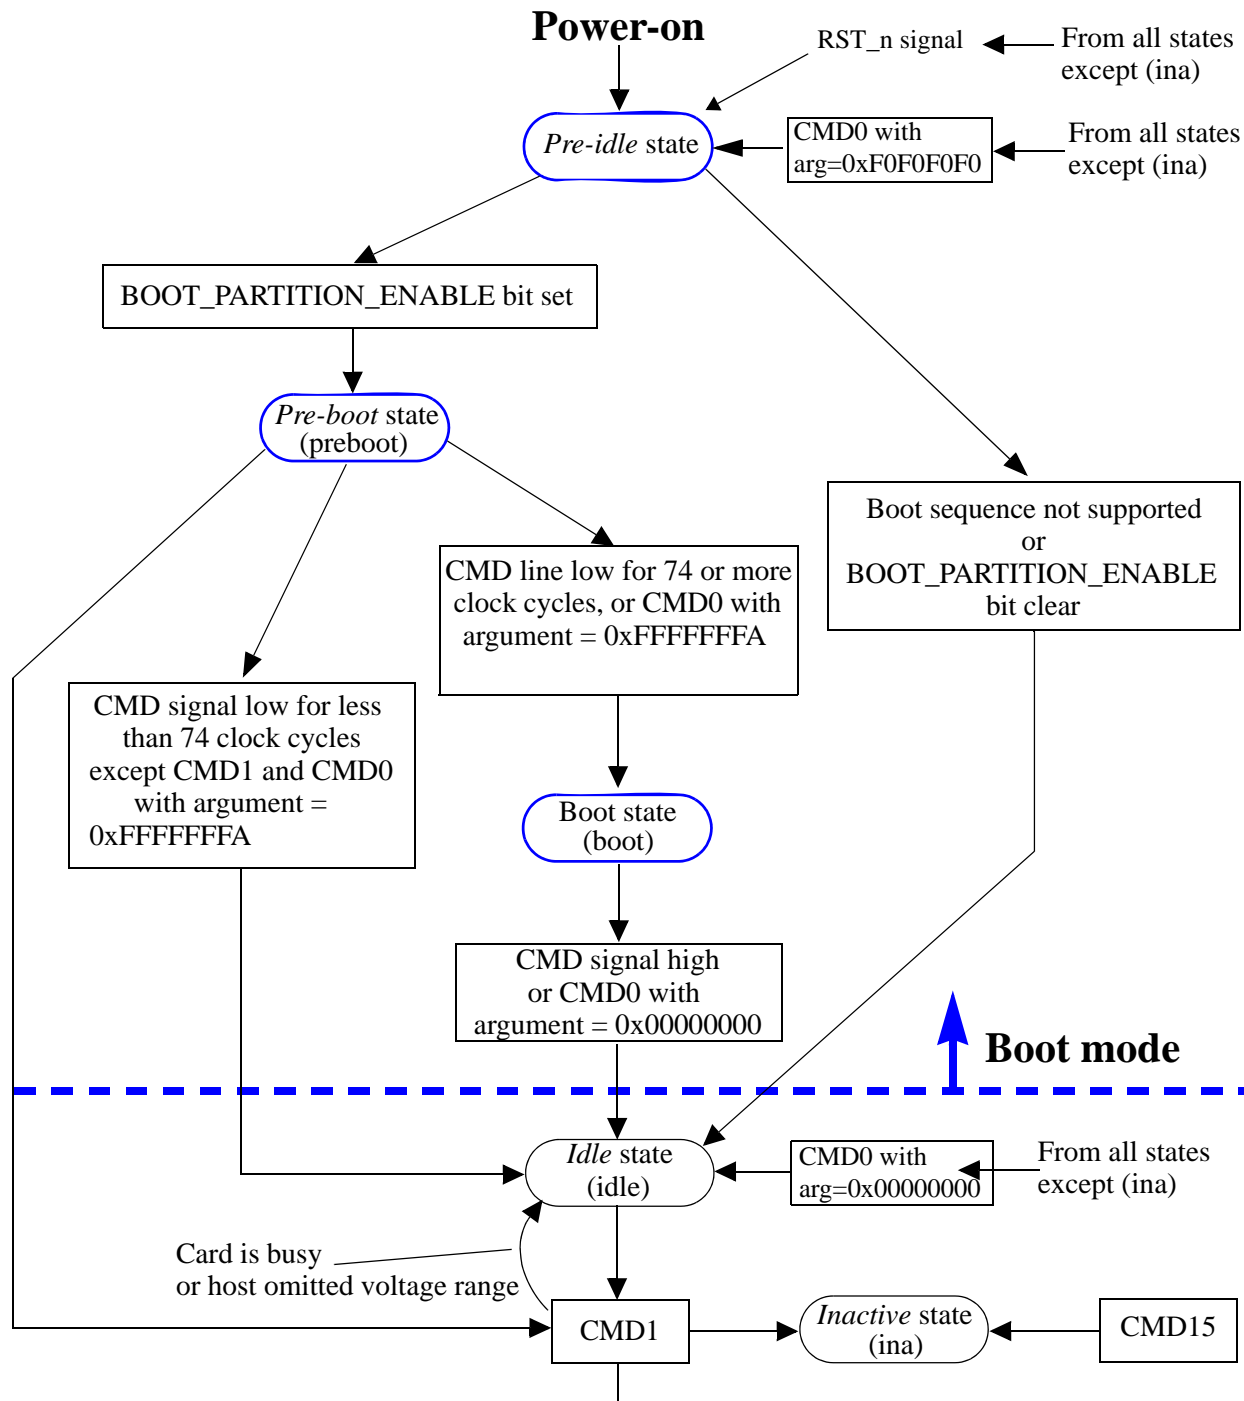 Power-on
RST_n signal
From all states
except (ina)
Pre-idle state
CMD0 with
arg=0xF0F0F0F0
From all states
except (ina)
BOOT_PARTITION_ENABLE bit set
Pre-boot state
(preboot)
Boot sequence not supported
or
BOOT_PARTITION_ENABLE
bit clear
CMD line low for 74 or more
clock cycles, or CMD0 with
argument = 0xFFFFFFFA
CMD signal low for less
than 74 clock cycles
except CMD1 and CMD0
with argument =
0xFFFFFFFA
Boot state
(boot)
CMD signal high
or CMD0 with
argument = 0x00000000
Boot mode
Idle state
(idle)
CMD0 with
arg=0x00000000
From all states
except (ina)
Card is busy
or host omitted voltage range
CMD1
Inactive state
(ina)
CMD15